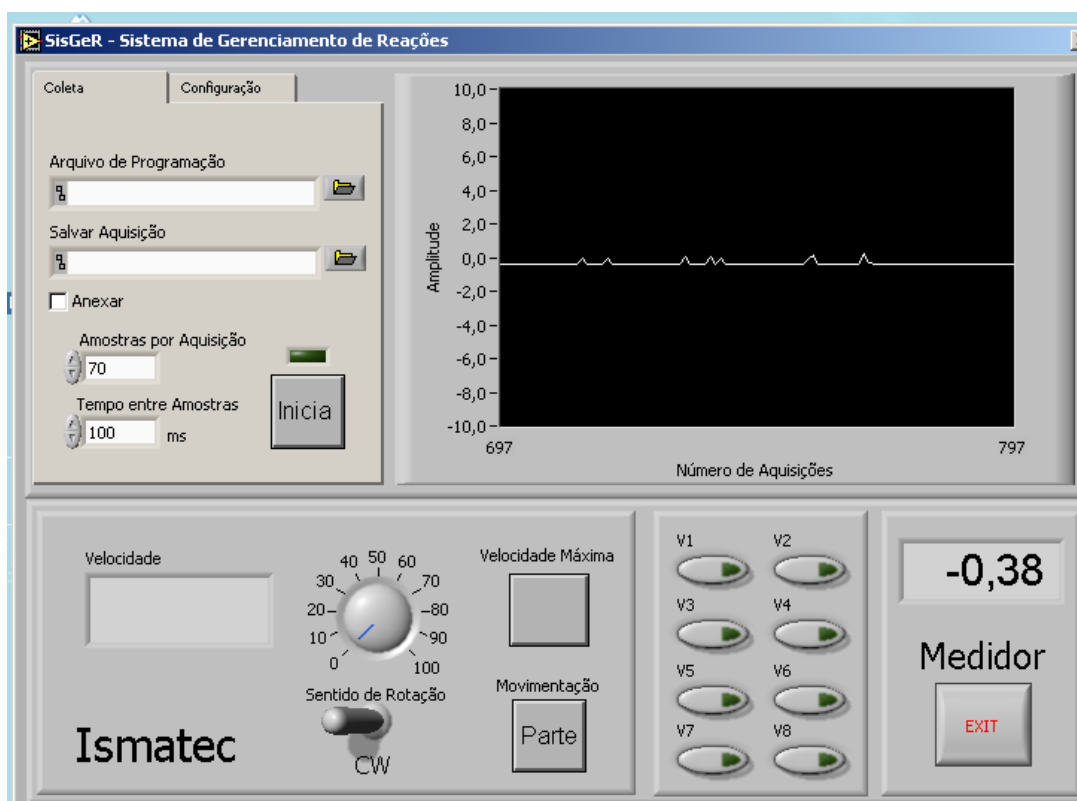 SisGeR - Sistema de Gerenciamento de Reações
Coleta
Configuração
Arquivo de Programação
Salvar Aquisição
Anexar
Amostras por Aquisição
70
Tempo entre Amostras
100 ms
Inicia
10,0
8,0
6,0
4,0
2,0
0,0
-2,0
-4,0
-6,0
-8,0
-10,0
Amplitude
697 797
Número de Aquisições
Velocidade
0 10 20 30 40 50 60 70 80 90 100
Sentido de Rotação
CW
Ismatec
Velocidade Máxima
Movimentação
Parte
V1 V2
V3 V4
V5 V6
V7 V8
-0,38
Medidor
EXIT